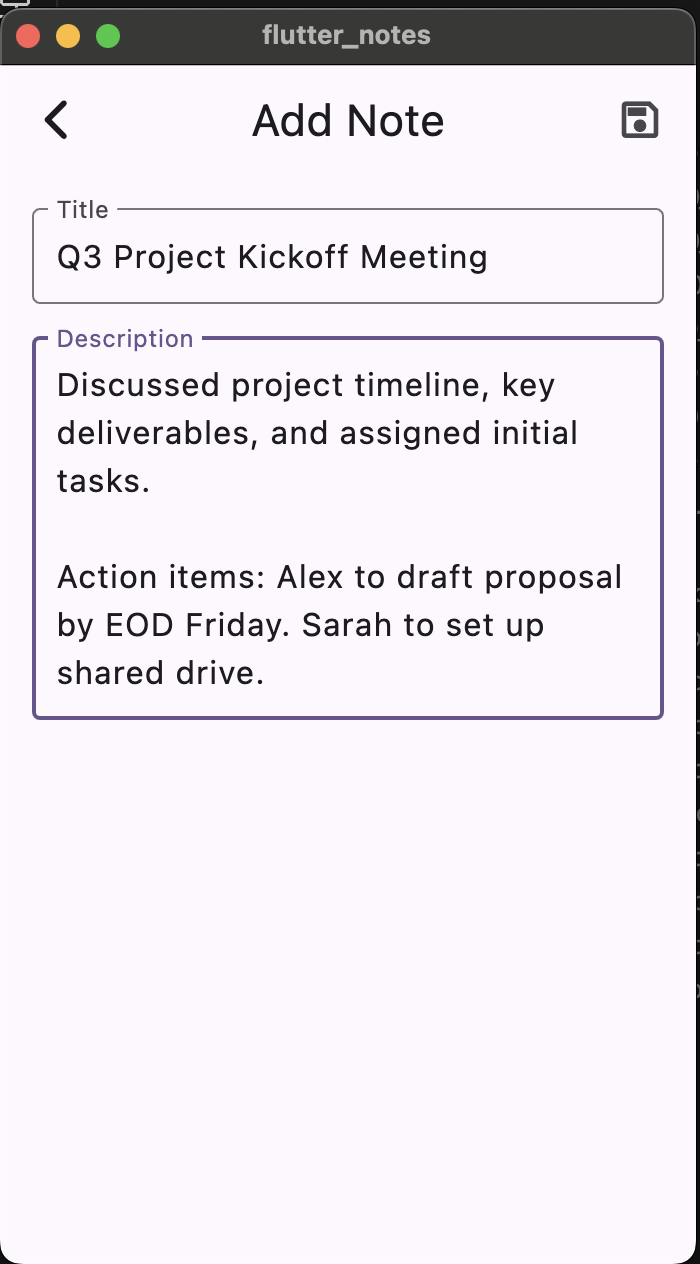 flutter_notes
Add Note
Title
Q3 Project Kickoff Meeting
Description
Discussed project timeline, key
deliverables, and assigned initial
tasks.
Action items: Alex to draft proposal
by EOD Friday. Sarah to set up
shared drive.